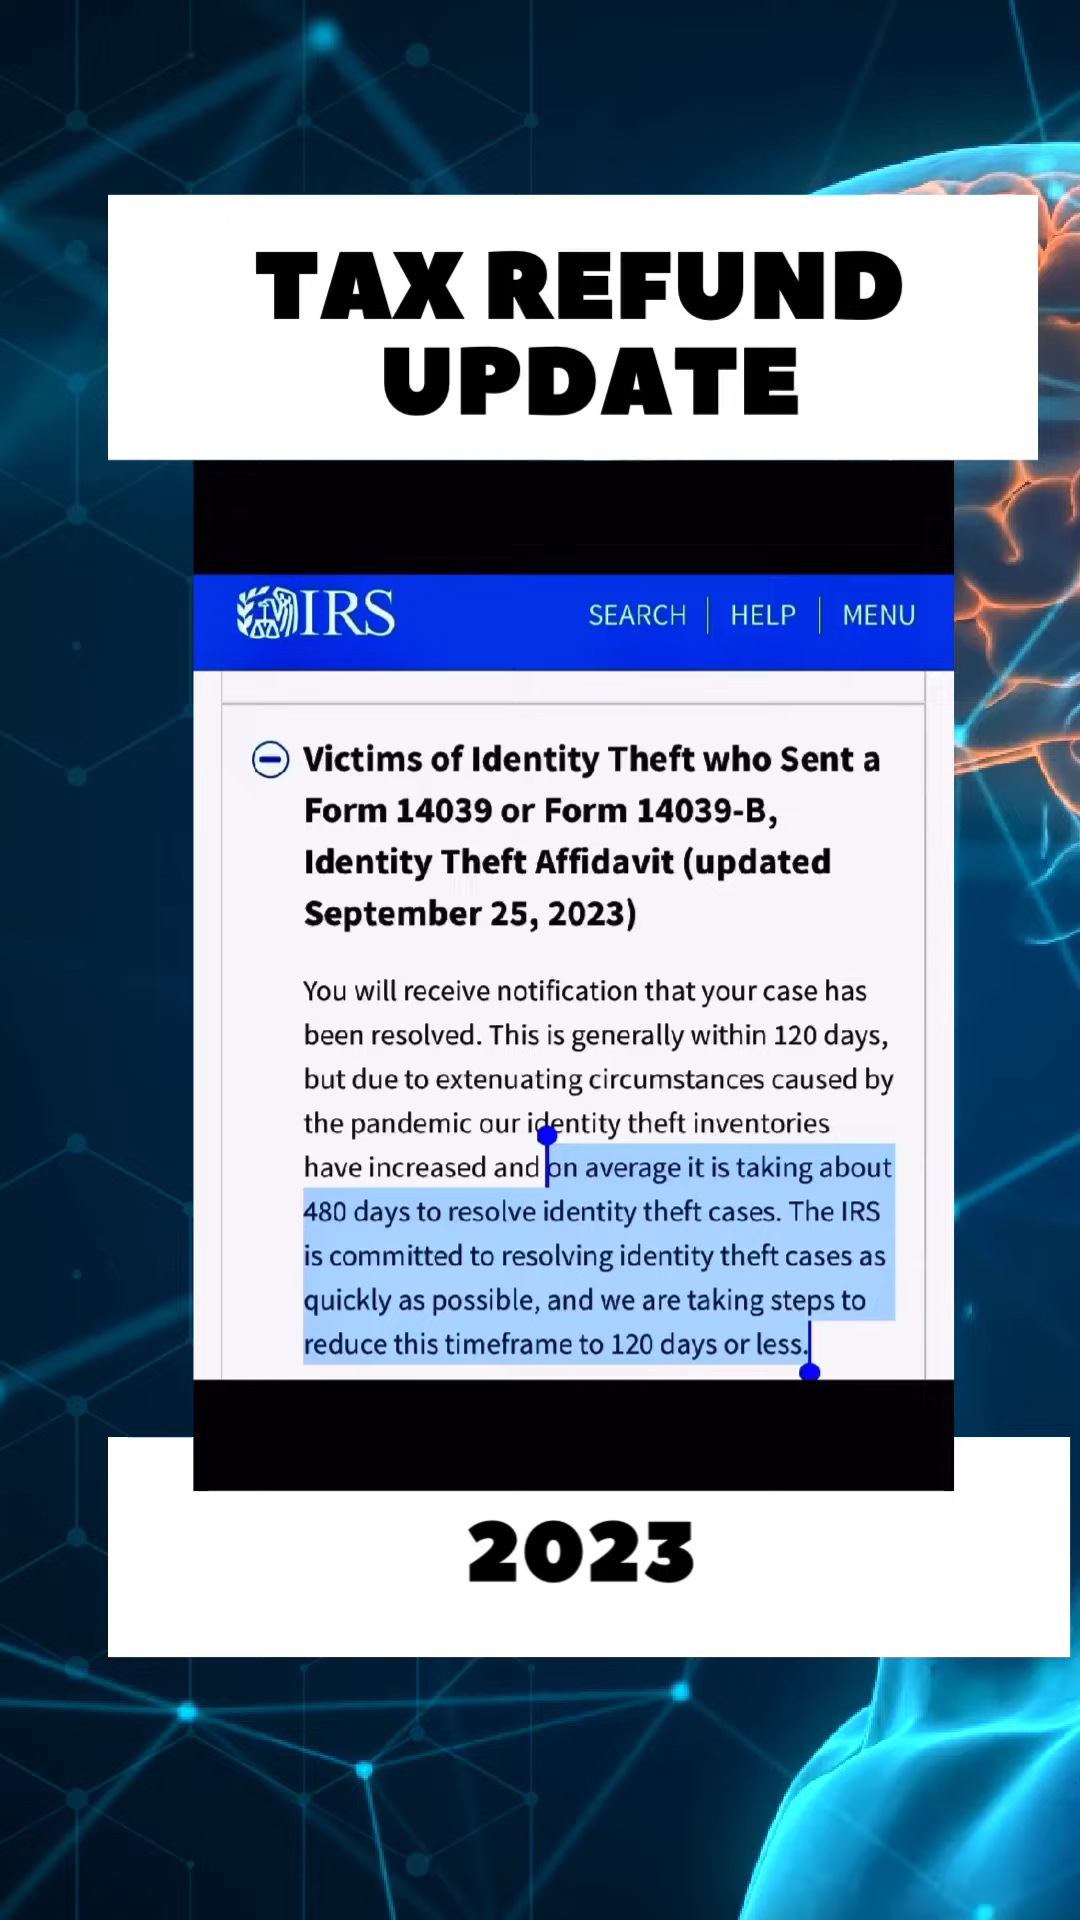 TAX REFUND
UPDATE
IRS
SEARCH | HELP | MENU
Victims of Identity Theft who Sent a
Form 14039 or Form 14039-B,
Identity Theft Affidavit (updated
September 25, 2023)
You will receive notification that your case has
been resolved. This is generally within 120 days,
but due to extenuating circumstances caused by
the pandemic our identity theft inventories
have increased and on average it is taking about
480 days to resolve identity theft cases. The IRS
is committed to resolving identity theft cases as
quickly as possible, and we are taking steps to
reduce this timeframe to 120 days or less.
2023